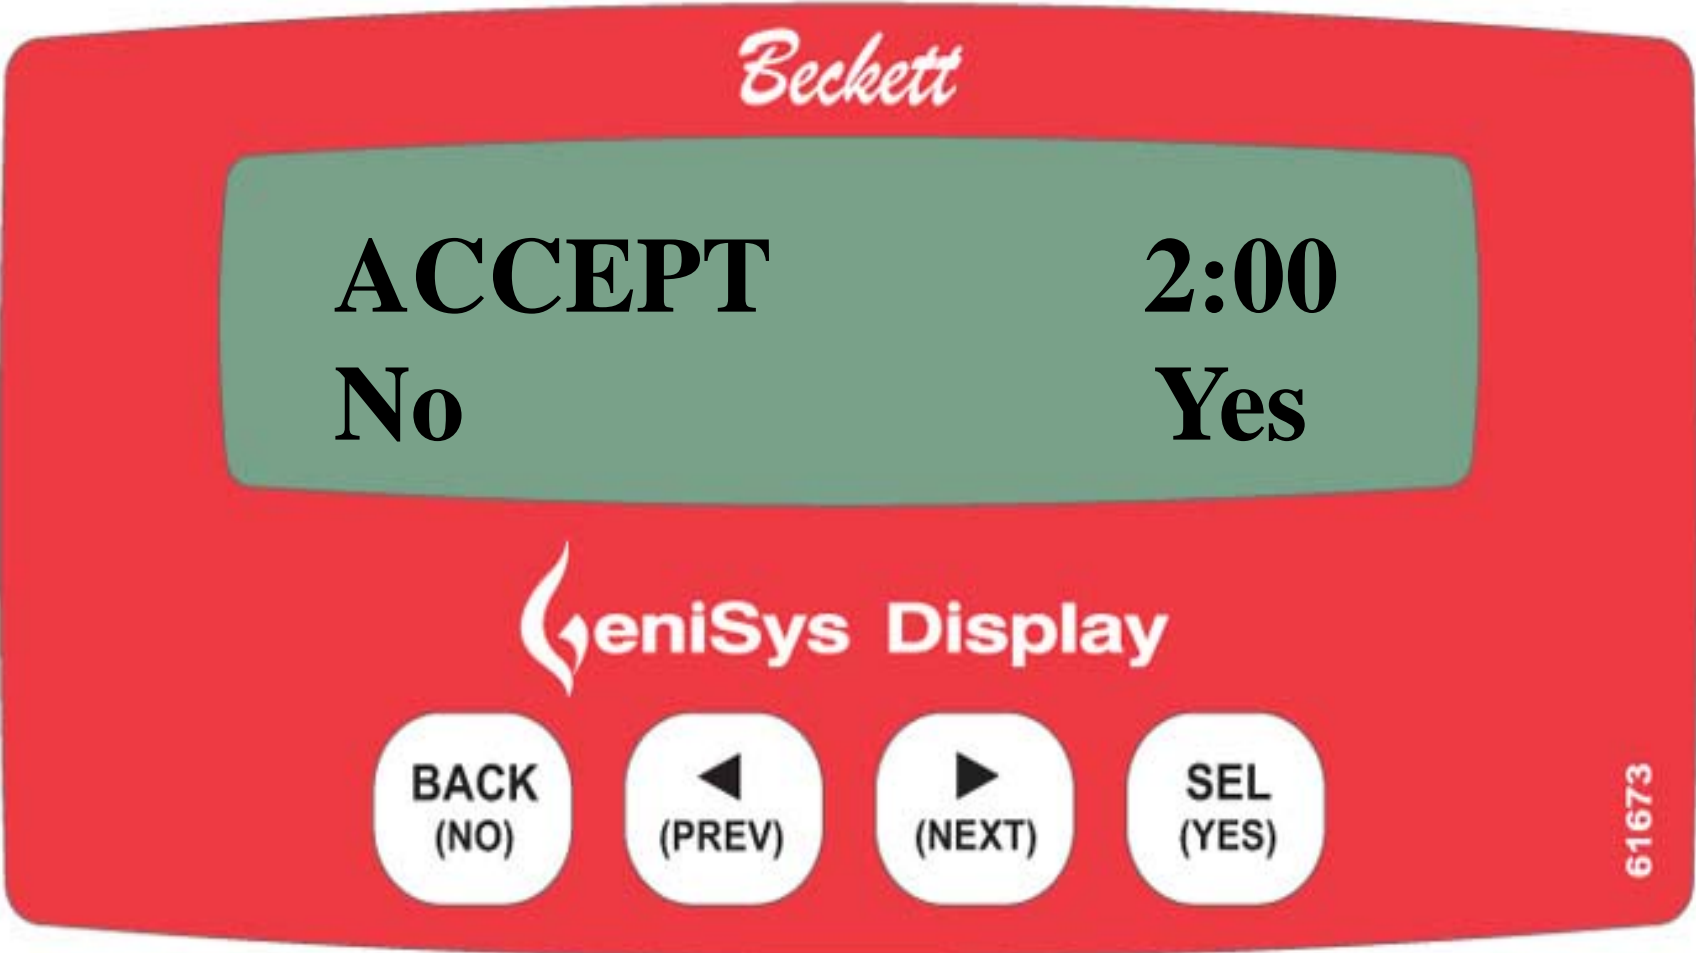 Beckett
ACCEPT 2:00
No Yes
GeniSys Display
BACK (NO)
◀ (PREV)
▶ (NEXT)
SEL (YES)
61673